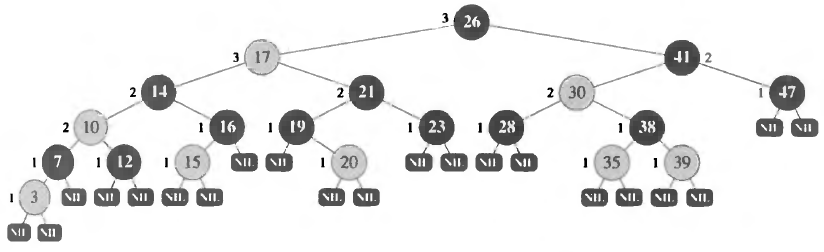 3 26
3 17 41 2
2 14 2 21 2 30 1 47
2 10 1 16 1 19 1 23 1 28 1 38 NIL NIL
1 7 1 12 1 15 NIL NIL 1 20 NIL NIL NIL NIL 1 35 1 39
1 3 NIL NIL NIL NIL NIL NIL NIL NIL NIL NIL NIL
NIL NIL